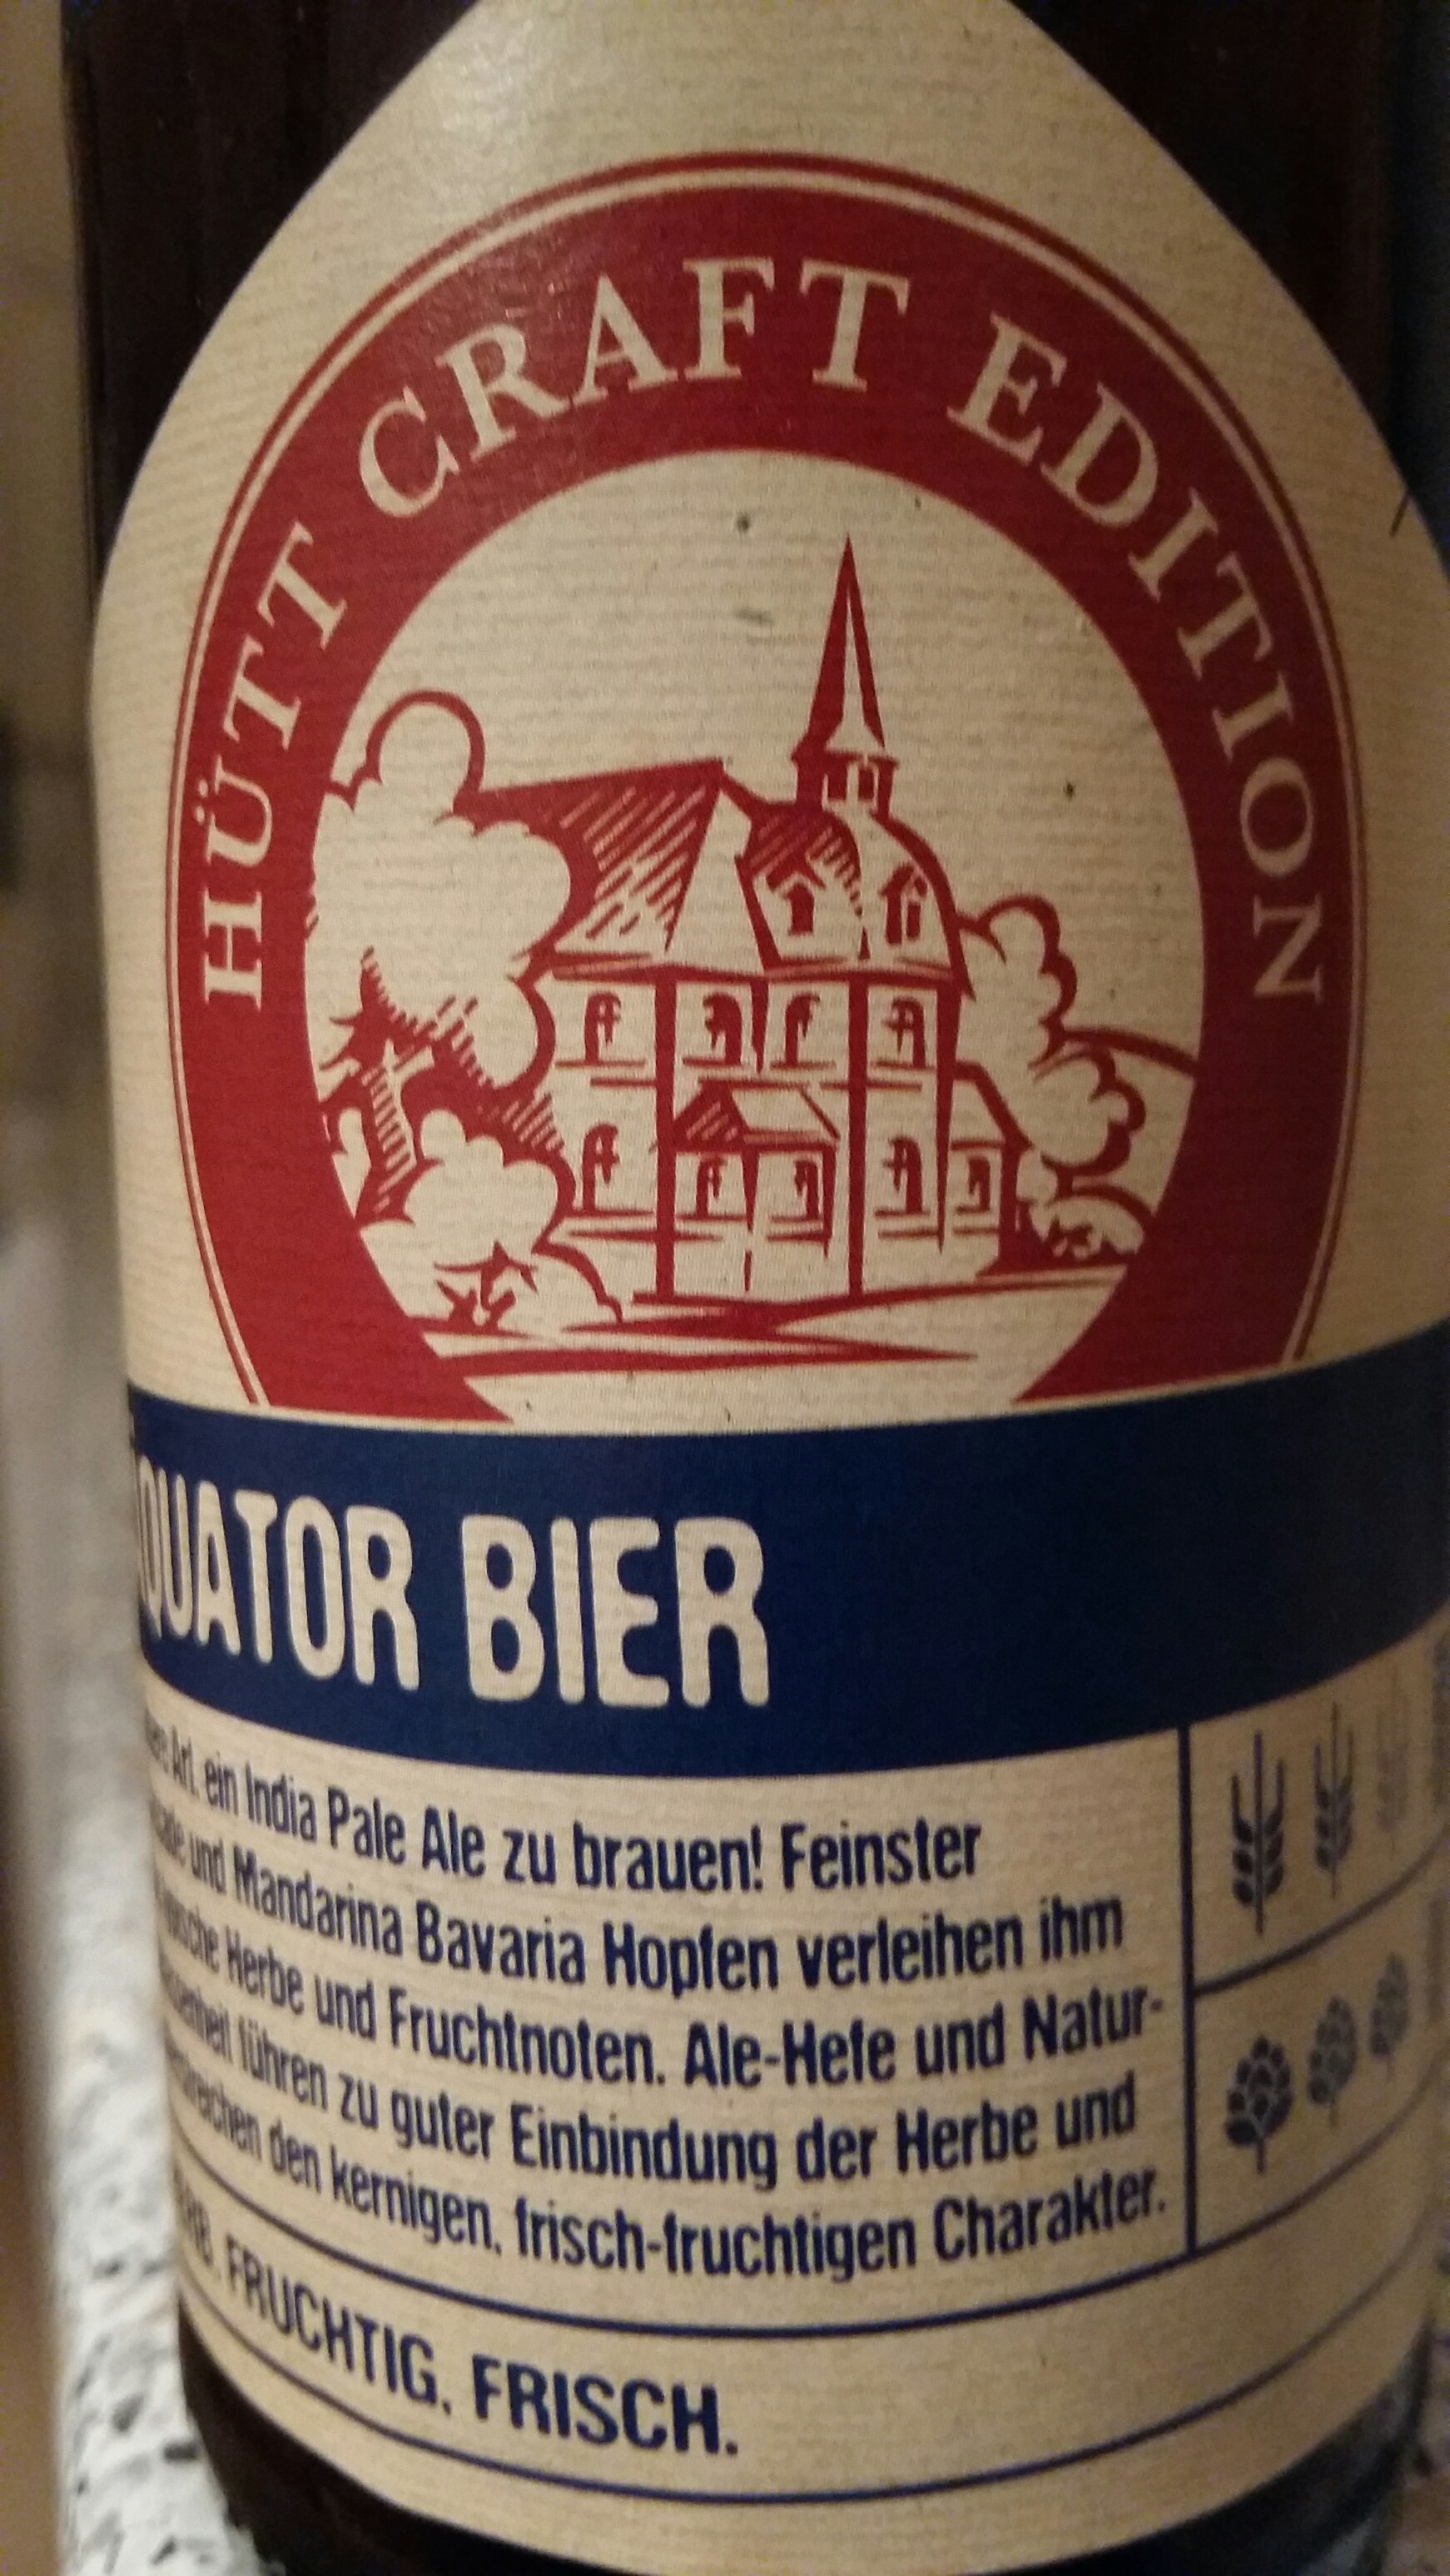 HÜTT CRAFT EDITION
QUATOR BIER
Art, ein India Pale Ale zu brauen! Feinster
und Mandarina Bavaria Hopfen verleihen ihm
Herbe und Fruchtnoten. Ale-Hefe und Natur-
führen zu guter Einbindung der Herbe und
den kernigen, frisch-fruchtigen Charakter.
FRUCHTIG. FRISCH.